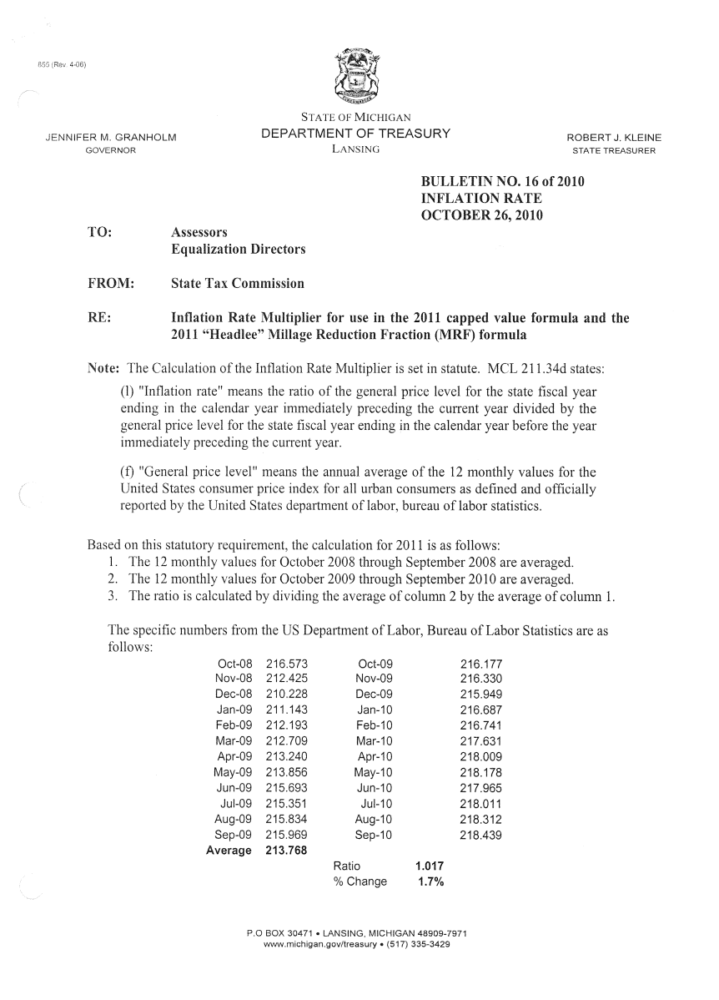 855 (Rev. 4-06)
STATE OF MICHIGAN
JENNIFER M. GRANHOLM
GOVERNOR
DEPARTMENT OF TREASURY
LANSING
ROBERT J. KLEINE
STATE TREASURER
BULLETIN NO. 16 of 2010
INFLATION RATE
OCTOBER 26, 2010
TO: Assessors
Equalization Directors
FROM: State Tax Commission
RE: Inflation Rate Multiplier for use in the 2011 capped value formula and the
2011 “Headlee” Millage Reduction Fraction (MRF) formula
Note: The Calculation of the Inflation Rate Multiplier is set in statute. MCL 211.34d states:
(l) "Inflation rate" means the ratio of the general price level for the state fiscal year
ending in the calendar year immediately preceding the current year divided by the
general price level for the state fiscal year ending in the calendar year before the year
immediately preceding the current year.
(f) "General price level" means the annual average of the 12 monthly values for the
United States consumer price index for all urban consumers as defined and officially
reported by the United States department of labor, bureau of labor statistics.
Based on this statutory requirement, the calculation for 2011 is as follows:
1. The 12 monthly values for October 2008 through September 2008 are averaged.
2. The 12 monthly values for October 2009 through September 2010 are averaged.
3. The ratio is calculated by dividing the average of column 2 by the average of column 1.
The specific numbers from the US Department of Labor, Bureau of Labor Statistics are as
follows:
Oct-08 216.573 Oct-09 216.177
Nov-08 212.425 Nov-09 216.330
Dec-08 210.228 Dec-09 215.949
Jan-09 211.143 Jan-10 216.687
Feb-09 212.193 Feb-10 216.741
Mar-09 212.709 Mar-10 217.631
Apr-09 213.240 Apr-10 218.009
May-09 213.856 May-10 218.178
Jun-09 215.693 Jun-10 217.965
Jul-09 215.351 Jul-10 218.011
Aug-09 215.834 Aug-10 218.312
Sep-09 215.969 Sep-10 218.439
Average 213.768
Ratio 1.017
% Change 1.7%
P.O BOX 30471 • LANSING, MICHIGAN 48909-7971
www.michigan.gov/treasury • (517) 335-3429